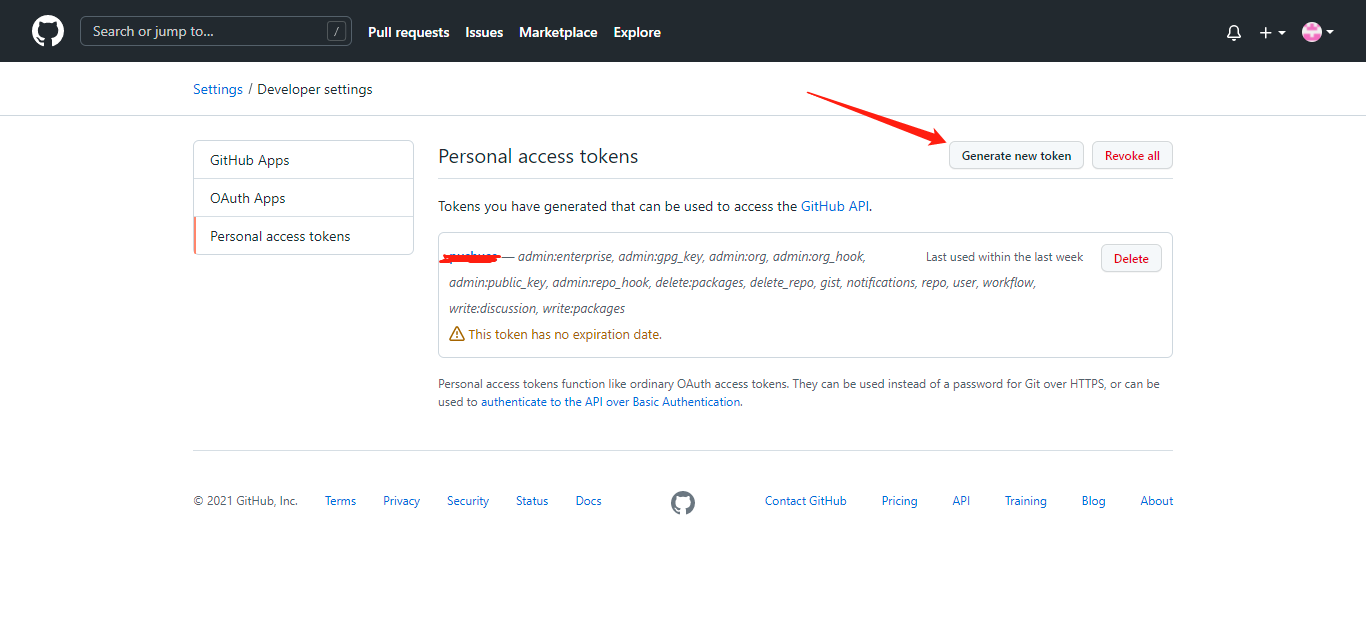 Search or jump to... /
Pull requests Issues Marketplace Explore
Settings / Developer settings
GitHub Apps
OAuth Apps
Personal access tokens
Personal access tokens
Generate new token
Revoke all
Tokens you have generated that can be used to access the GitHub API.
— admin:enterprise, admin:gpg_key, admin:org, admin:org_hook,
admin:public_key, admin:repo_hook, delete:packages, delete_repo, gist, notifications, repo, user, workflow,
write:discussion, write:packages
Last used within the last week
Delete
This token has no expiration date.
Personal access tokens function like ordinary OAuth access tokens. They can be used instead of a password for Git over HTTPS, or can be
used to authenticate to the API over Basic Authentication.
© 2021 GitHub, Inc. Terms Privacy Security Status Docs Contact GitHub Pricing API Training Blog About